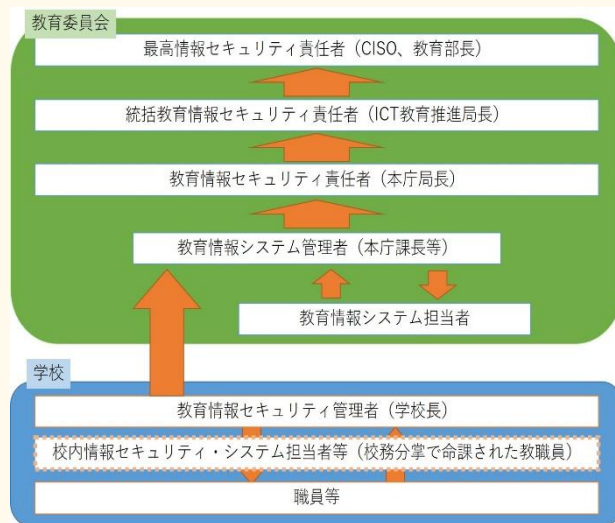 教育委員会
最高情報セキュリティ責任者（CISO、教育部長）
統括教育情報セキュリティ責任者（ICT教育推進局長）
教育情報セキュリティ責任者（本庁局長）
教育情報システム管理者（本庁課長等）
教育情報システム担当者
学校
教育情報セキュリティ管理者（学校長）
校内情報セキュリティ・システム担当者等（校務分掌で命課された教職員）
職員等